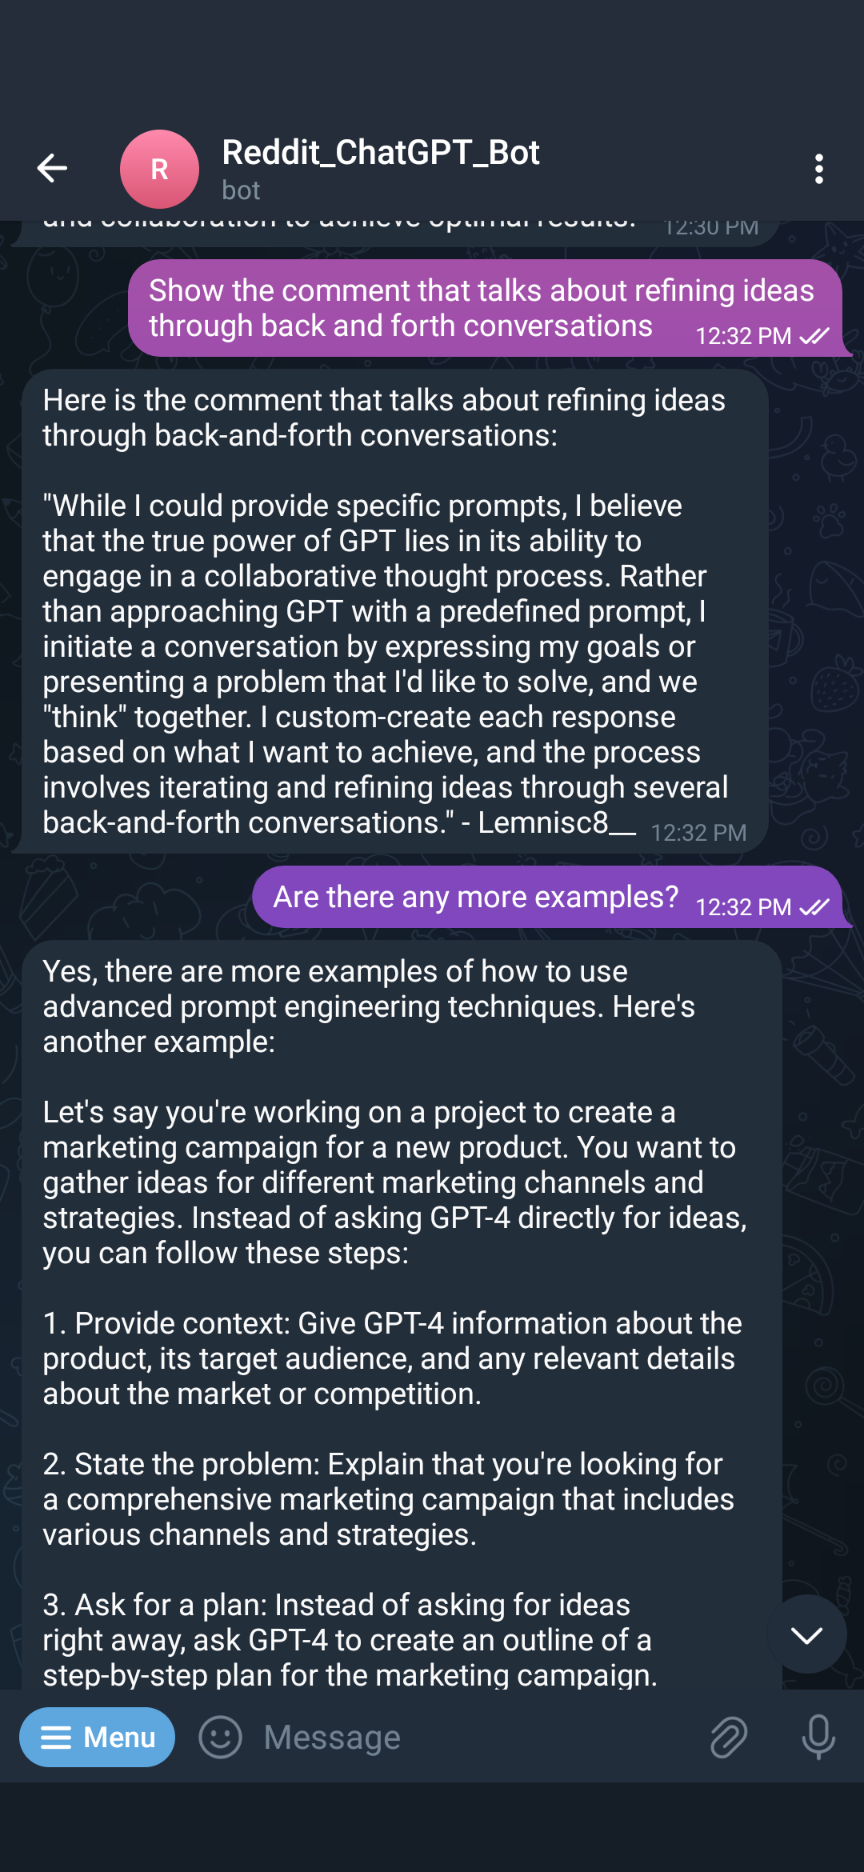 Reddit_ChatGPT_Bot
R
bot
and collaboration to achieve optimal results. 12:30 PM
Show the comment that talks about refining ideas
through back and forth conversations 12:32 PM
Here is the comment that talks about refining ideas
through back-and-forth conversations:
"While I could provide specific prompts, I believe
that the true power of GPT lies in its ability to
engage in a collaborative thought process. Rather
than approaching GPT with a predefined prompt, I
initiate a conversation by expressing my goals or
presenting a problem that I'd like to solve, and we
"think" together. I custom-create each response
based on what I want to achieve, and the process
involves iterating and refining ideas through several
back-and-forth conversations." - Lemnisc8__ 12:32 PM
Are there any more examples? 12:32 PM
Yes, there are more examples of how to use
advanced prompt engineering techniques. Here's
another example:
Let's say you're working on a project to create a
marketing campaign for a new product. You want to
gather ideas for different marketing channels and
strategies. Instead of asking GPT-4 directly for ideas,
you can follow these steps:
1. Provide context: Give GPT-4 information about the
product, its target audience, and any relevant details
about the market or competition.
2. State the problem: Explain that you're looking for
a comprehensive marketing campaign that includes
various channels and strategies.
3. Ask for a plan: Instead of asking for ideas
right away, ask GPT-4 to create an outline of a
step-by-step plan for the marketing campaign.
Menu
Message